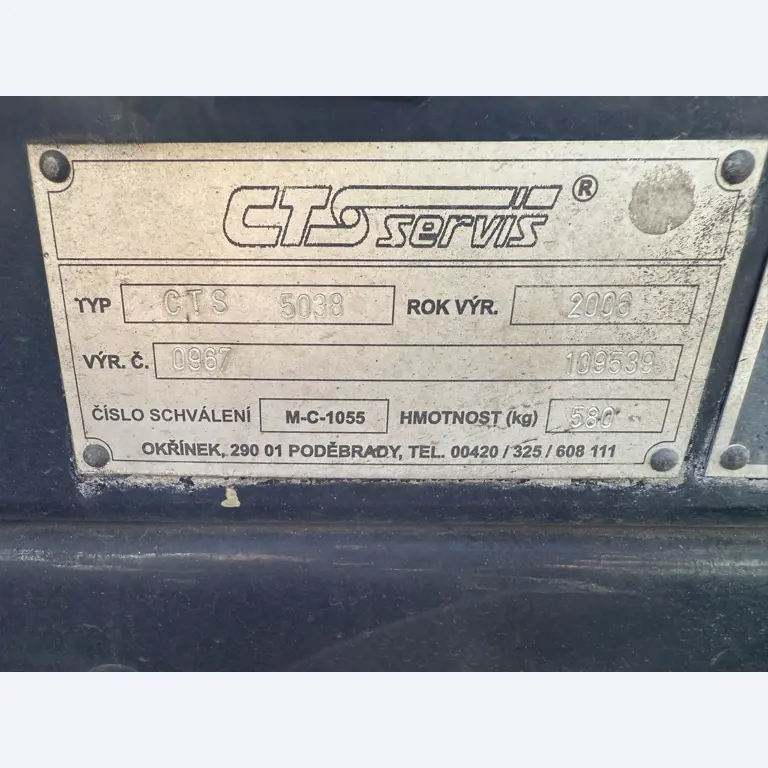 CTS servis ®
TYP CTS 5038 ROK VÝR. 2006
VÝR. Č. 0967 109539
ČÍSLO SCHVÁLENÍ M-C-1055 HMOTNOST (kg) 580
OKŘÍNEK, 290 01 PODĚBRADY, TEL. 00420 / 325 / 608 111